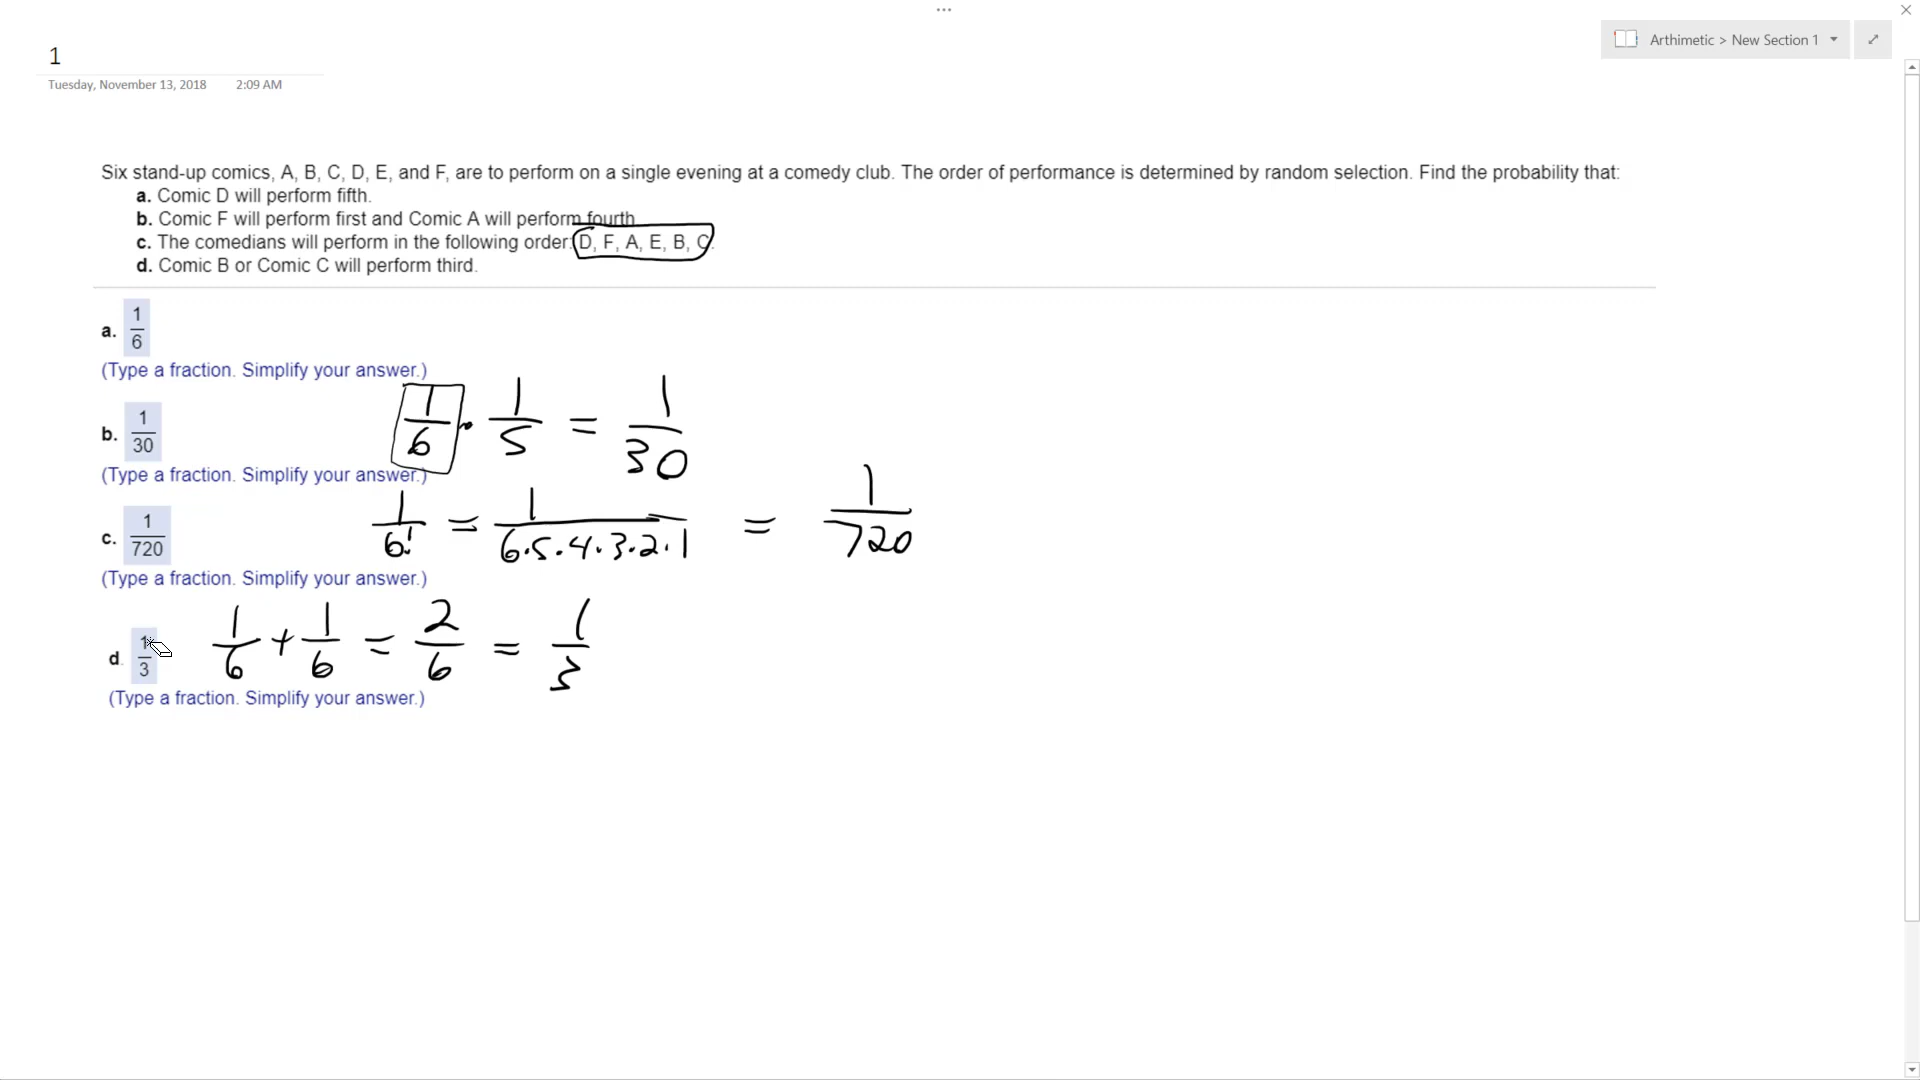 ...
Arthimetic > New Section 1
1
Tuesday, November 13, 2018 2:09 AM
Six stand-up comics, A, B, C, D, E, and F, are to perform on a single evening at a comedy club. The order of performance is determined by random selection. Find the probability that:
a. Comic D will perform fifth.
b. Comic F will perform first and Comic A will perform fourth.
c. The comedians will perform in the following order: D, F, A, E, B, C.
d. Comic B or Comic C will perform third.
a. 1/6
(Type a fraction. Simplify your answer.)
b. 1/30
1/6 · 1/5 = 1/30
(Type a fraction. Simplify your answer.)
c. 1/720
1/6! = 1/6·5·4·3·2·1 = 1/720
(Type a fraction. Simplify your answer.)
d. 1/3
1/6 + 1/6 = 2/6 = 1/3
(Type a fraction. Simplify your answer.)